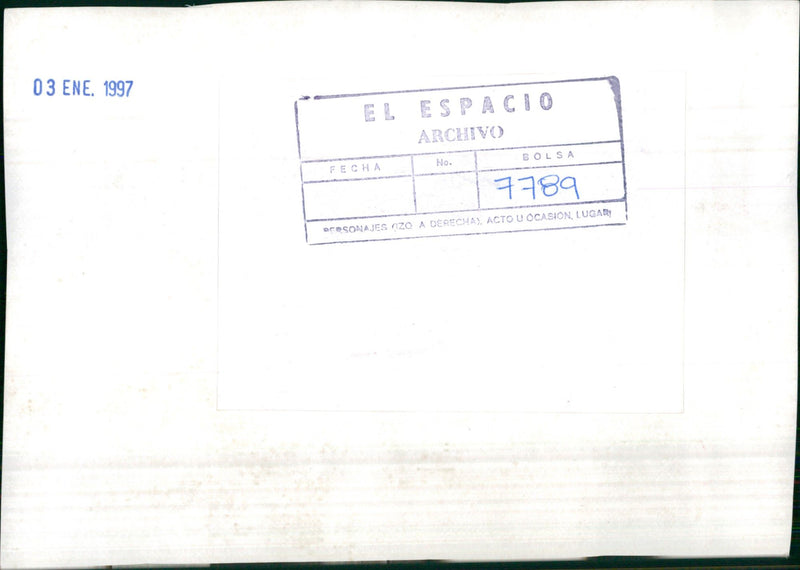 03 ENE. 1997
EL ESPACIO
ARCHIVO
FECHA No. BOLSA
7789
PERSONAJES (IZQ. A DERECHA), ACTO U OCASION, LUGAR)